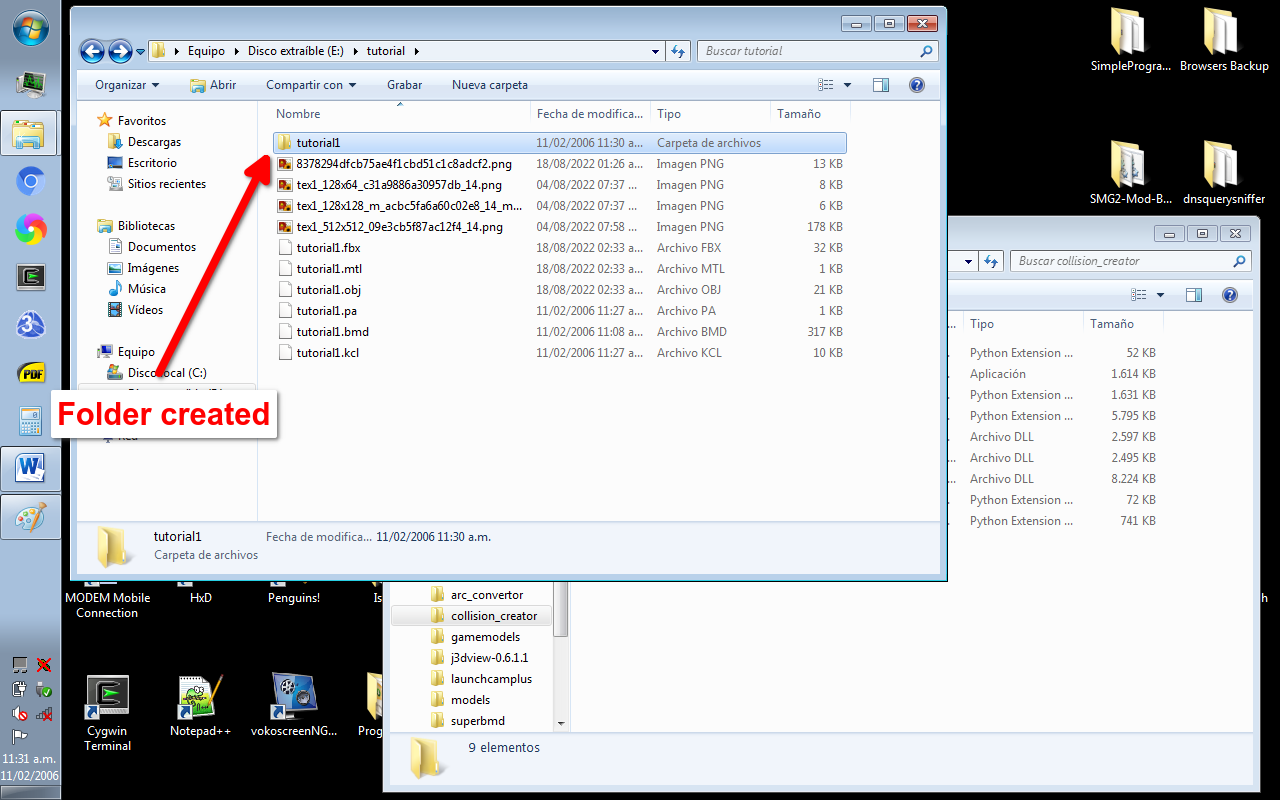 Equipo Disco extraíble (E:) tutorial
Buscar tutorial
Organizar Abrir Compartir con Grabar Nueva carpeta
Nombre Fecha de modifica... Tipo Tamaño
tutorial1 11/02/2006 11:30 a... Carpeta de archivos
8378294dfcb75ae4f1cbd51c1c8adcf2.png 18/08/2022 01:26 a... Imagen PNG 13 KB
tex1_128x64_c31a9886a30957db_14.png 04/08/2022 07:37 ... Imagen PNG 8 KB
tex1_128x128_m_acbc5fa6a60c02e8_14_m... 04/08/2022 07:37 ... Imagen PNG 6 KB
tex1_512x512_09e3cb5f87ac12f4_14.png 04/08/2022 07:58 ... Imagen PNG 178 KB
tutorial1.fbx 18/08/2022 02:33 a... Archivo FBX 32 KB
tutorial1.mtl 18/08/2022 02:33 a... Archivo MTL 1 KB
tutorial1.obj 18/08/2022 02:33 a... Archivo OBJ 21 KB
tutorial1.pa 11/02/2006 11:27 a... Archivo PA 1 KB
tutorial1.bmd 11/02/2006 11:08 a... Archivo BMD 317 KB
tutorial1.kcl 11/02/2006 11:27 a... Archivo KCL 10 KB
Favoritos
Descargas
Escritorio
Sitios recientes
Bibliotecas
Documentos
Imágenes
Música
Vídeos
Equipo
Disco local (C:)
Folder created
tutorial1 Fecha de modifica... 11/02/2006 11:30 a.m.
Carpeta de archivos
SimpleProgra... Browsers Backup
SMG2-Mod-B... dnsquerysniffer
Buscar collision_creator
Tipo Tamaño
Python Extension ... 52 KB
Aplicación 1.614 KB
Python Extension ... 1.631 KB
Python Extension ... 5.795 KB
Archivo DLL 2.597 KB
Archivo DLL 2.495 KB
Archivo DLL 8.224 KB
Python Extension ... 72 KB
Python Extension ... 741 KB
arc_convertor
collision_creator
gamemodels
j3dview-0.6.1.1
launchcamplus
models
superbmd
9 elementos
MODEM Mobile
Connection
HxD
Penguins!
Cygwin
Terminal
Notepad++
vokoscreenNG...
PDF
11:31 a.m.
11/02/2006